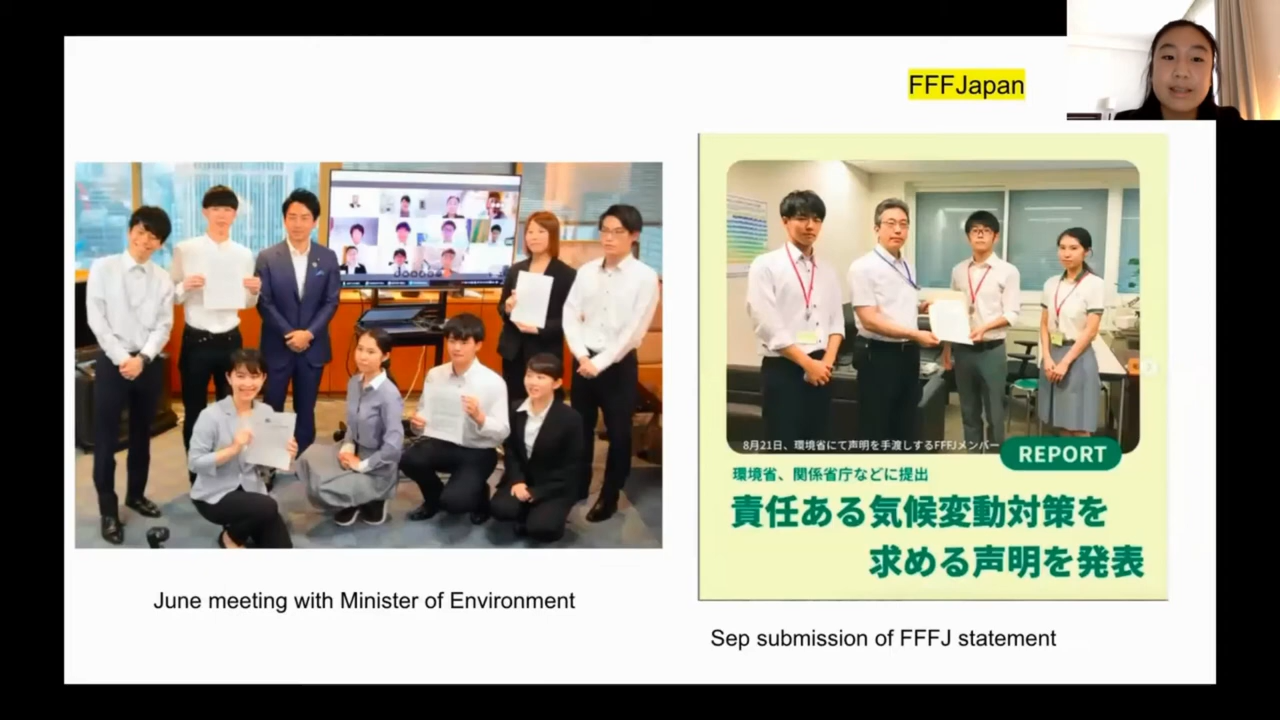 FFFJapan
8月21日、環境省にて声明を手渡しするFFFJメンバー
REPORT
環境省、関係省庁などに提出
責任ある気候変動対策を
求める声明を発表
June meeting with Minister of Environment
Sep submission of FFFJ statement